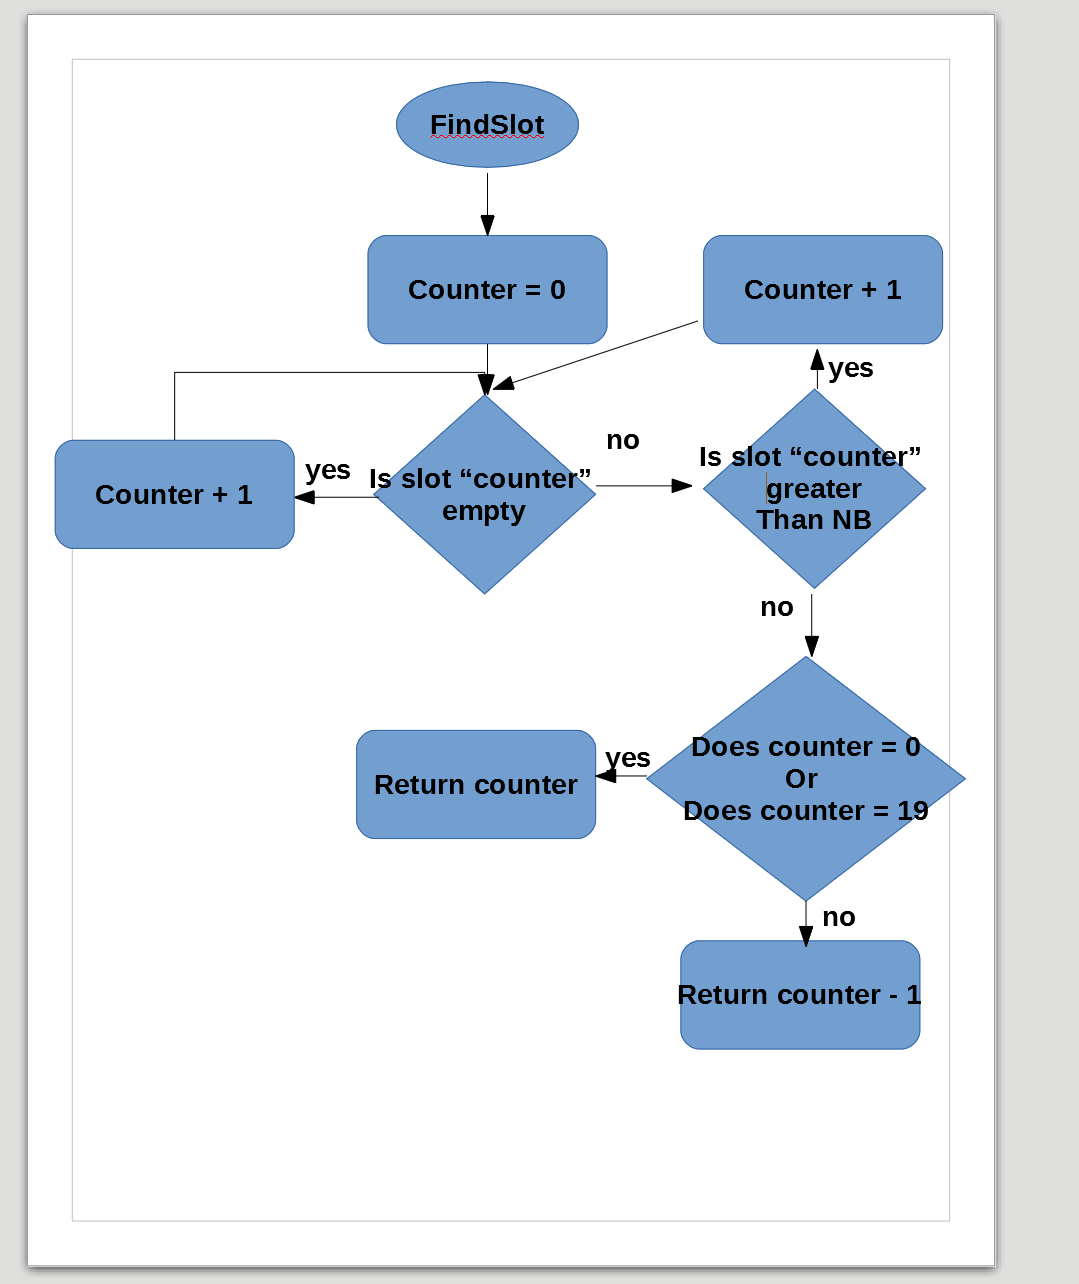 FindSlot
Counter = 0
Counter + 1
yes
no
Is slot “counter”
greater
Than NB
Is slot “counter”
empty
yes
Counter + 1
no
Does counter = 0
Or
Does counter = 19
yes
Return counter
no
Return counter - 1